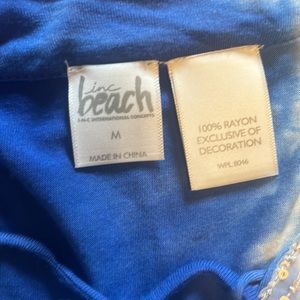 inc
beach
I·N·C INTERNATIONAL CONCEPTS
M
MADE IN CHINA
100% RAYON
EXCLUSIVE OF
DECORATION
WPL 8046